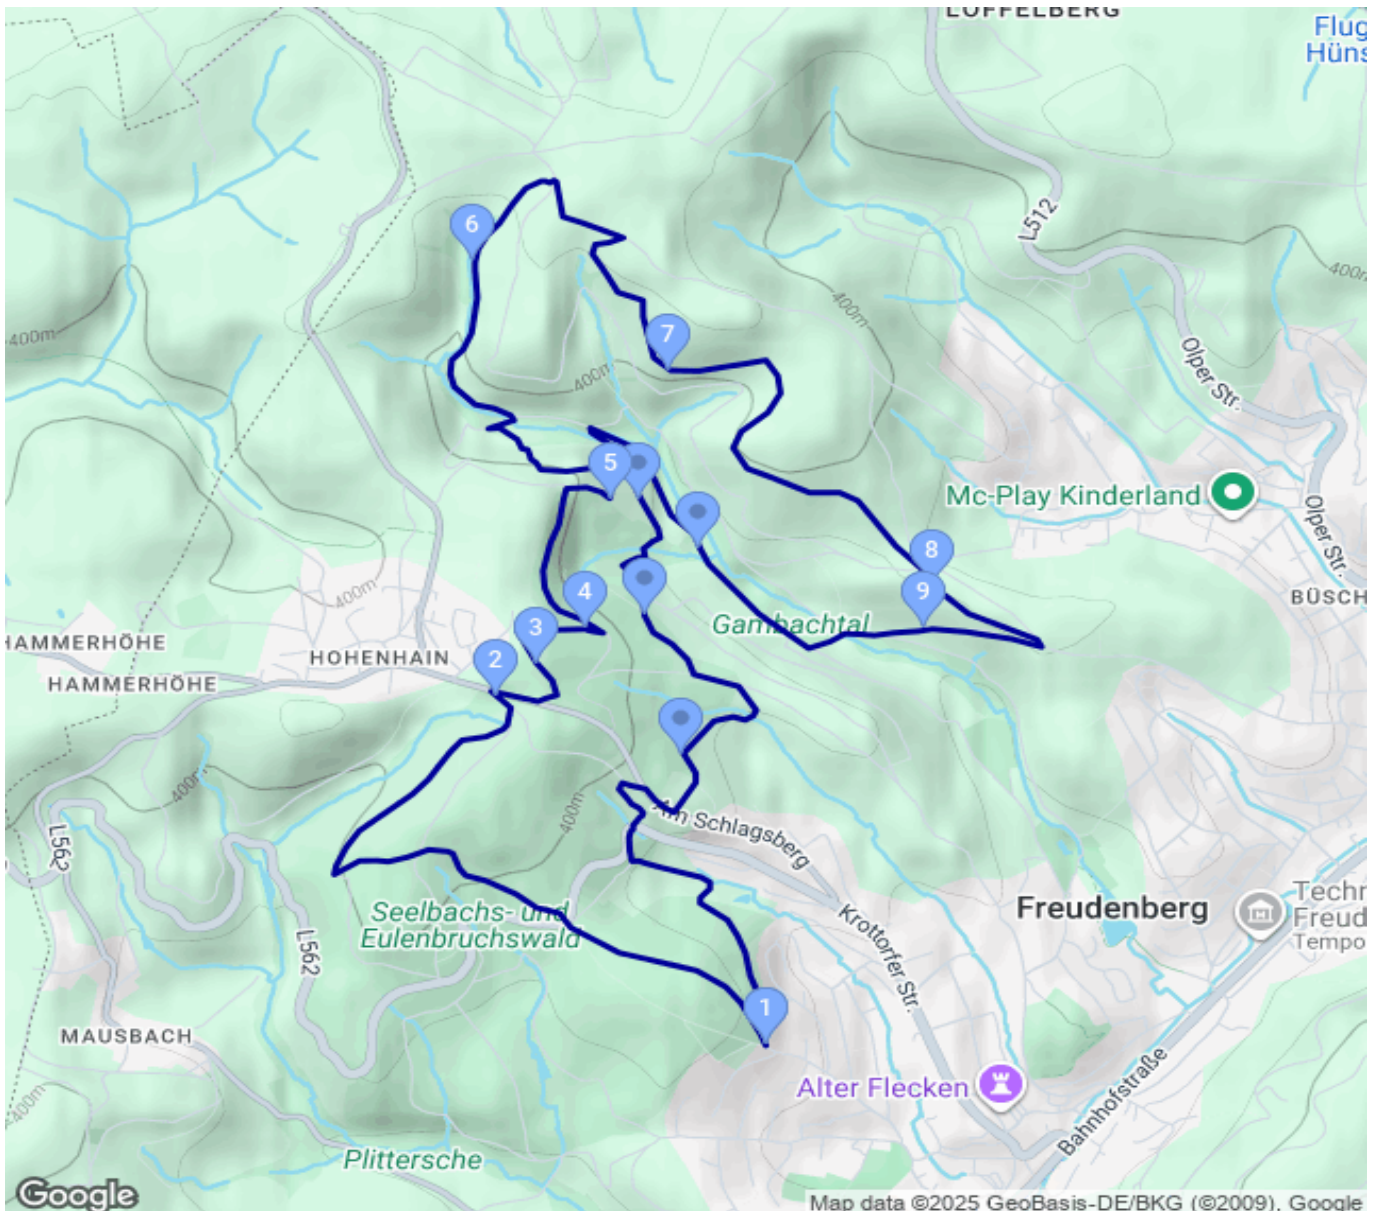 LÖFFELBERG
Flug
Hüns
L512
400m
400m
400m
6
7
400m
Olper Str.
5
Mc-Play Kinderland
Olper Str.
8
400m
4
9
BÜSCH
Gambachtal
HAMMERHÖHE
3
HOHENHAIN
2
HAMMERHÖHE
400m
400m
Am Schlagsberg
L562
Techn
Freud
Tempo
Freudenberg
Seelbachs- und
Eulenbruchswald
Krottorfer Str.
L562
1
MAUSBACH
Alter Flecken
Bahnhofstraße
400m
Plittersche
Google
Map data ©2025 GeoBasis-DE/BKG (©2009), Google